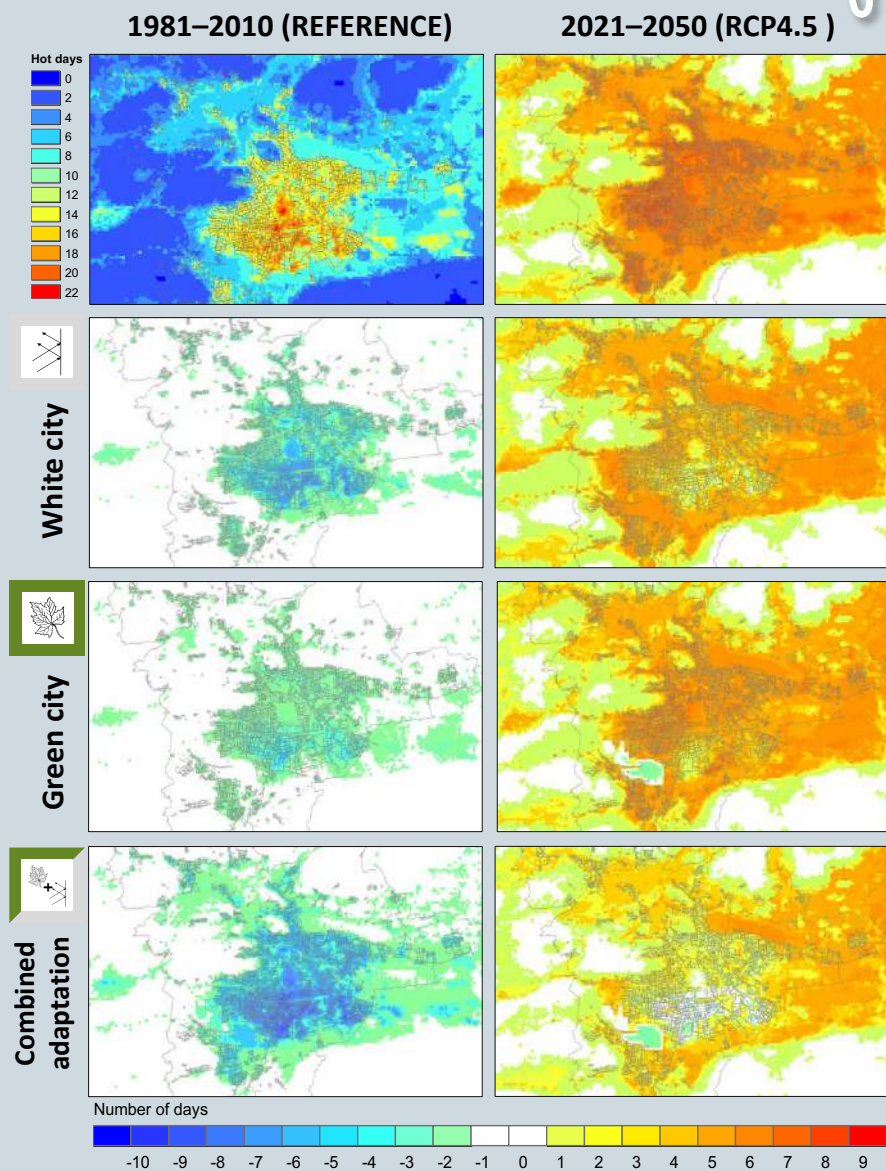 1981–2010 (REFERENCE)
2021–2050 (RCP4.5 )
Hot days
0
2
4
6
8
10
12
14
16
18
20
22
White city
Green city
Combined
adaptation
Number of days
-10 -9 -8 -7 -6 -5 -4 -3 -2 -1 0 1 2 3 4 5 6 7 8 9